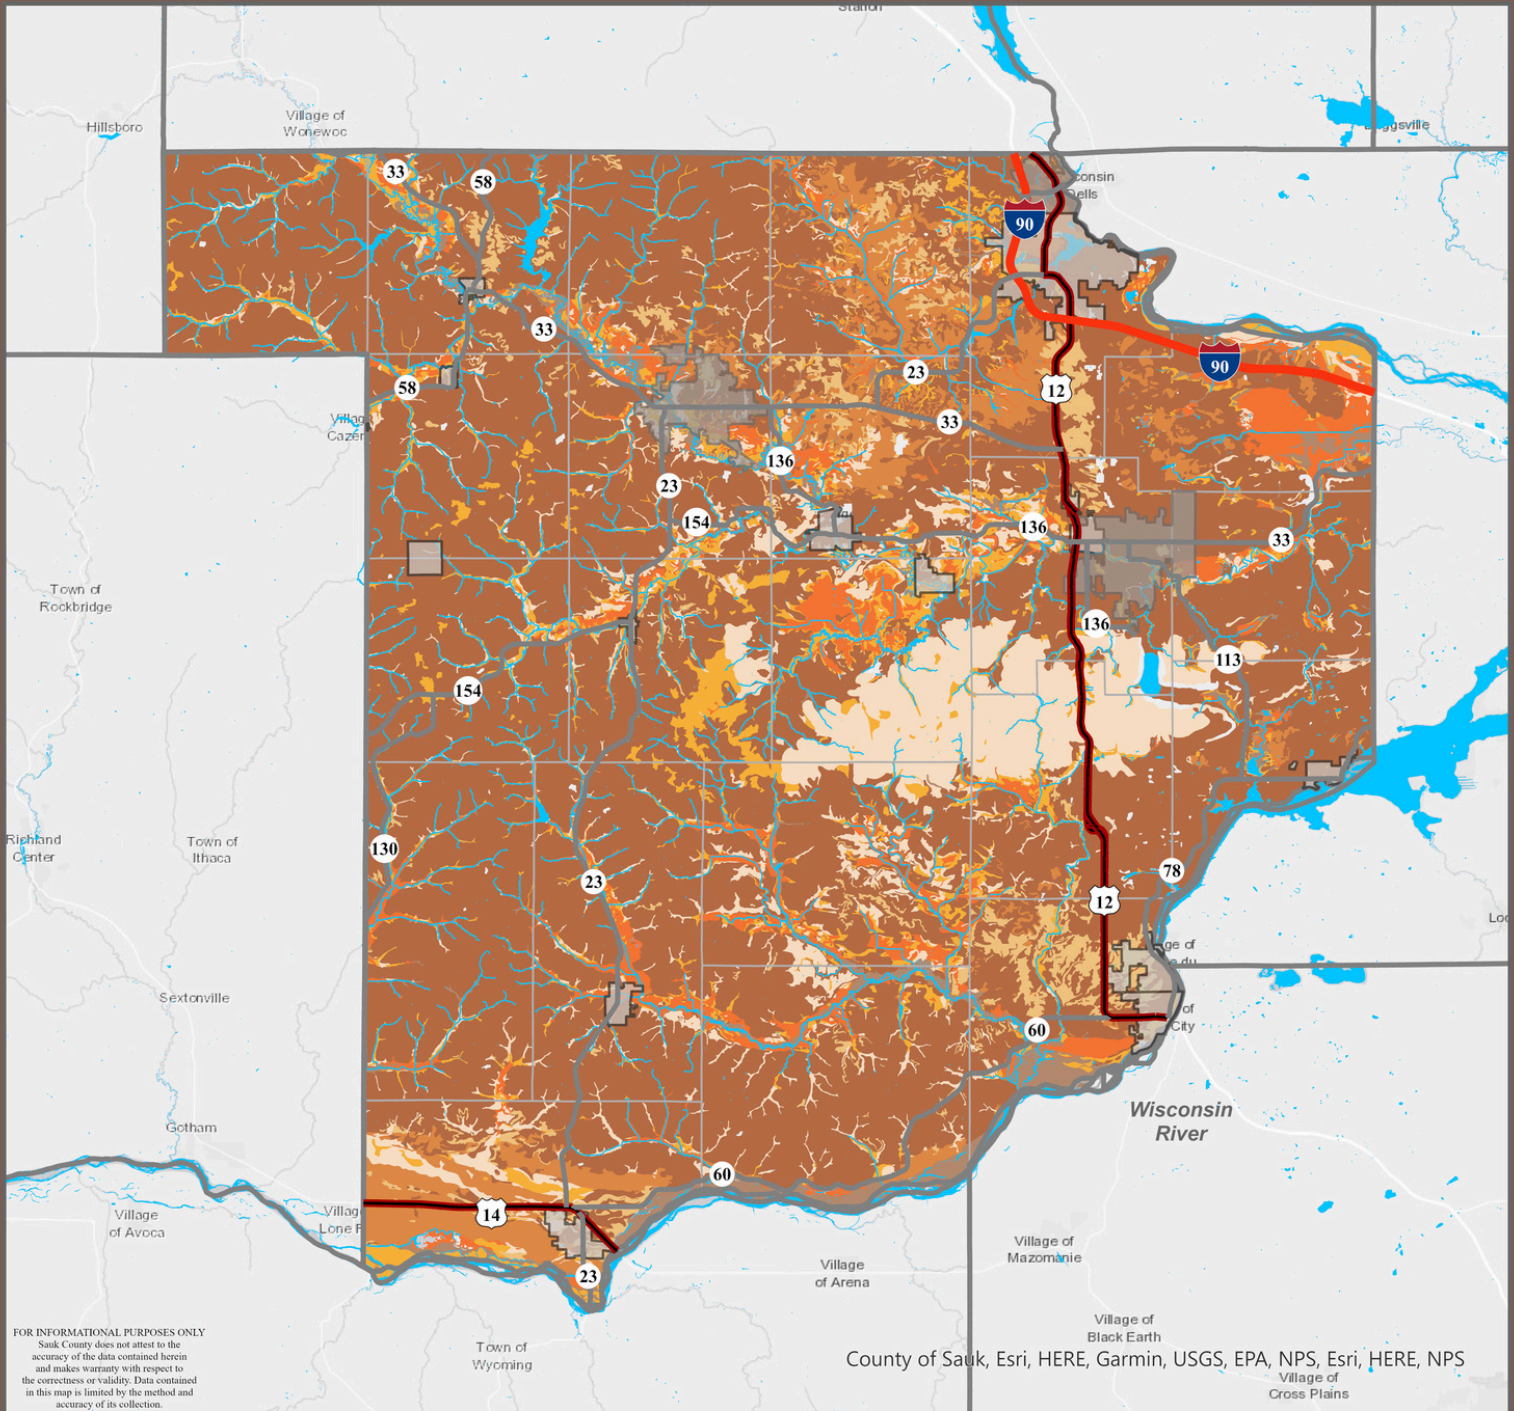 Station
Village of
Wonewoc
Hillsboro
33
58
90
33
90
23
58
12
33
136
23
154
136
33
Town of
Rockbridge
136
113
154
Richland
Center
Town of
Ithaca
130
23
78
12
Sextonville
60
Wisconsin
River
Gotham
60
14
Village
of Avoca
23
Village
of Arena
Village of
Mazomanie
Village of
Black Earth
Town of
Wyoming
FOR INFORMATIONAL PURPOSES ONLY
Sauk County does not attest to the
accuracy of the data contained herein
and makes warranty with respect to
the correctness or validity. Data contained
in this map is limited by the method and
accuracy of its collection.
County of Sauk, Esri, HERE, Garmin, USGS, EPA, NPS, Esri, HERE, NPS
Village of
Cross Plains